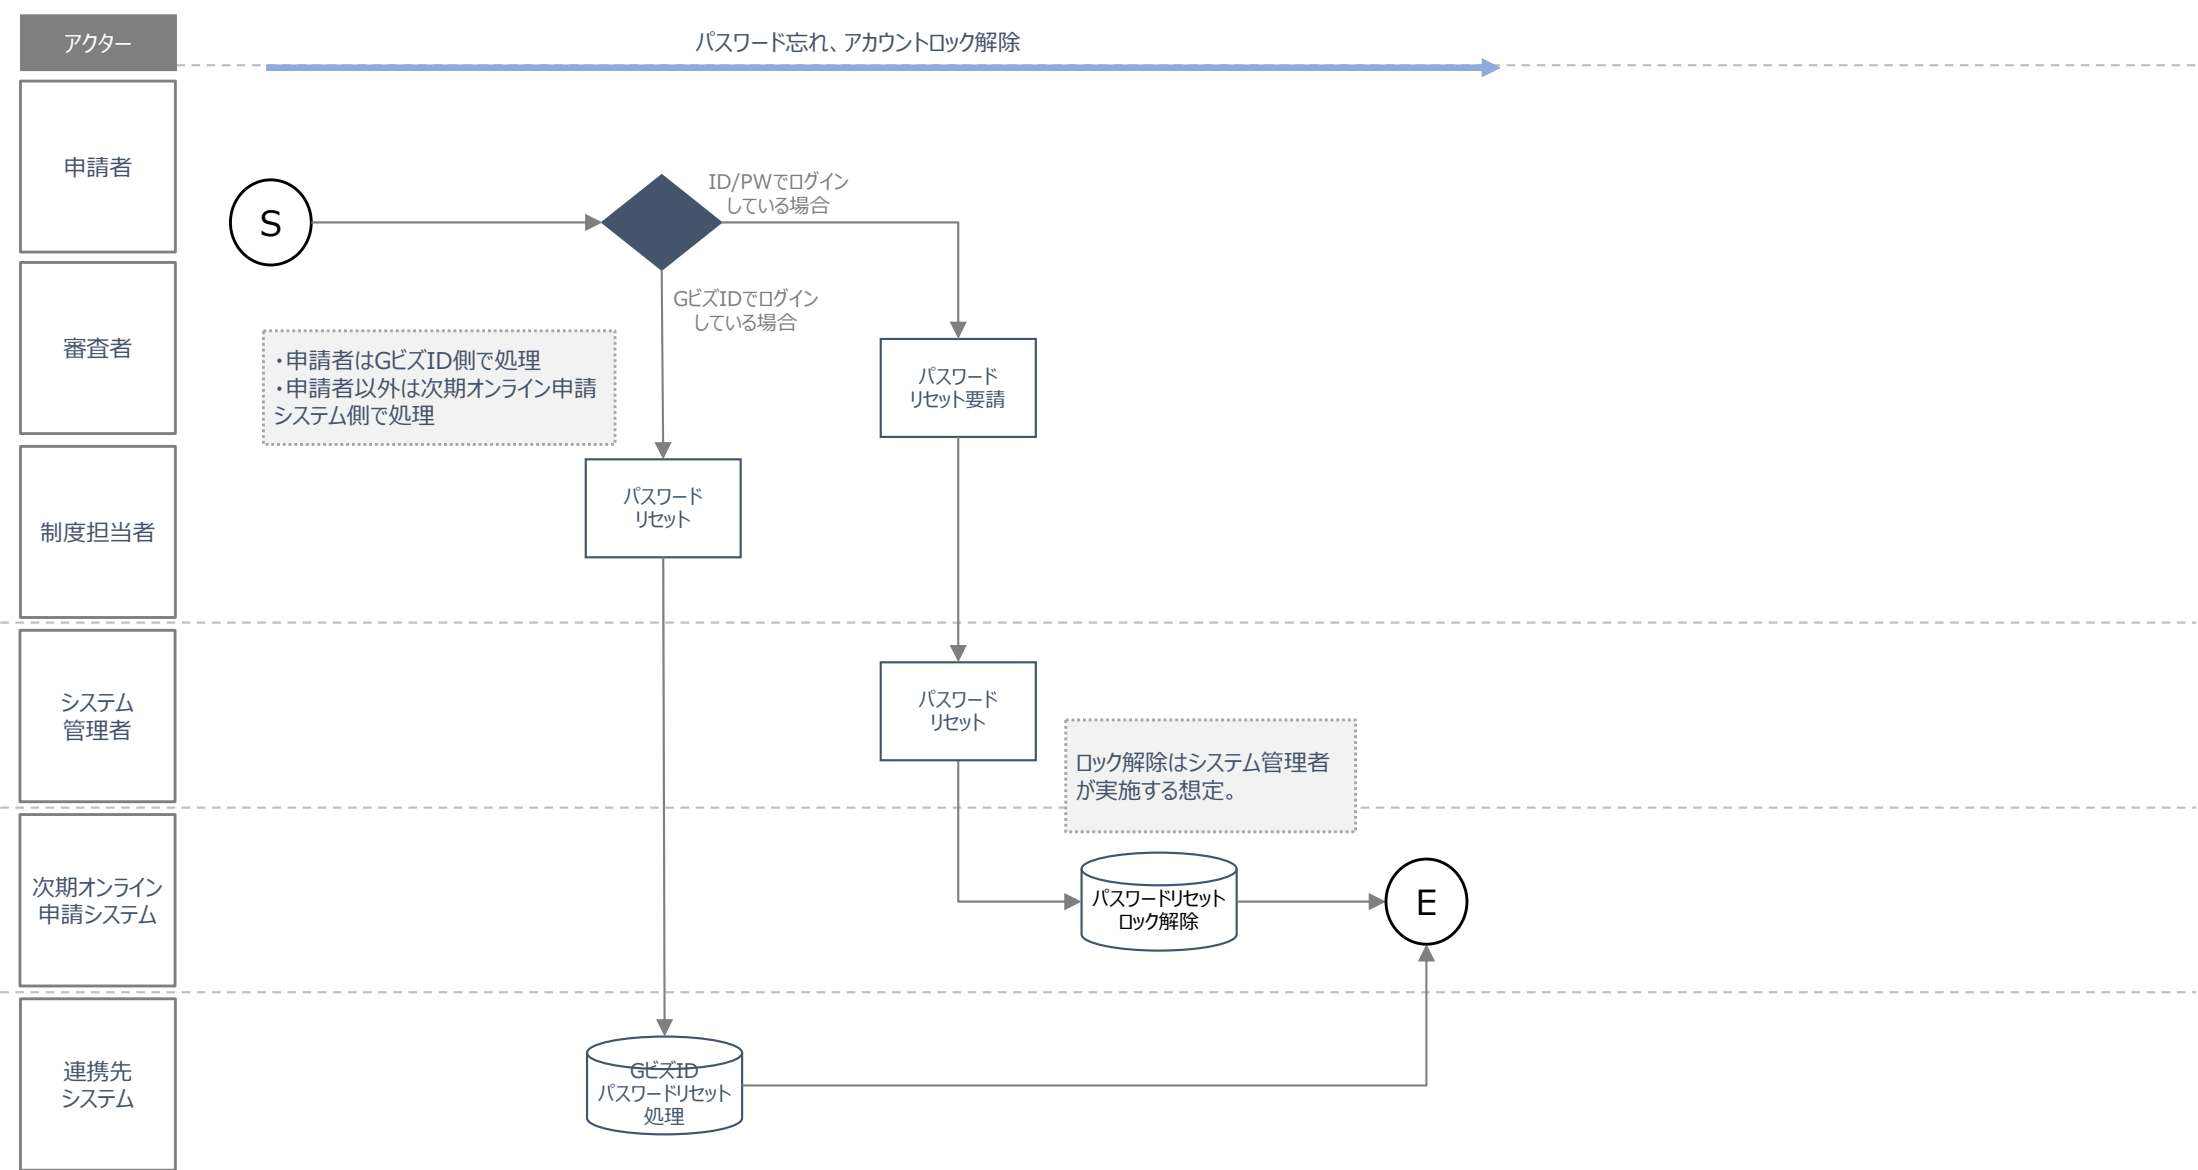 アクター
パスワード忘れ、アカウントロック解除
申請者
S
ID/PWでログイン
している場合
GビズIDでログイン
している場合
審査者
・申請者はGビズID側で処理
・申請者以外は次期オンライン申請
システム側で処理
パスワード
リセット要請
制度担当者
パスワード
リセット
システム
管理者
パスワード
リセット
ロック解除はシステム管理者
が実施する想定。
次期オンライン
申請システム
パスワードリセット
ロック解除
E
連携先
システム
GビズID
パスワードリセット
処理